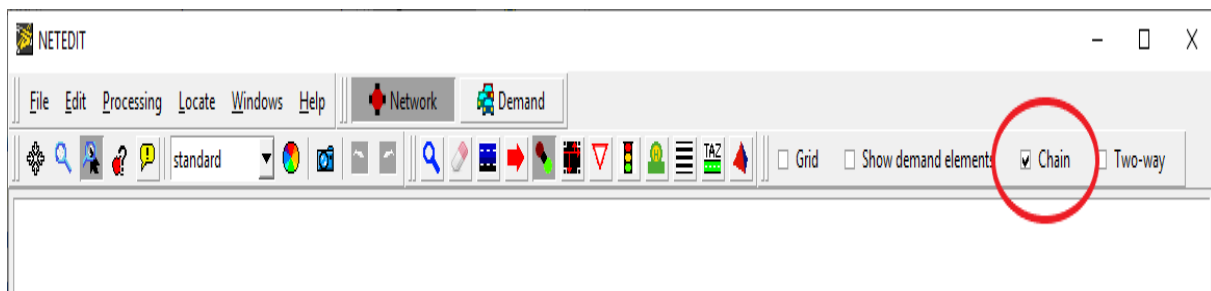 NETEDIT
File Edit Processing Locate Windows Help Network Demand
standard TAZ Grid Show demand elements Chain Two-way